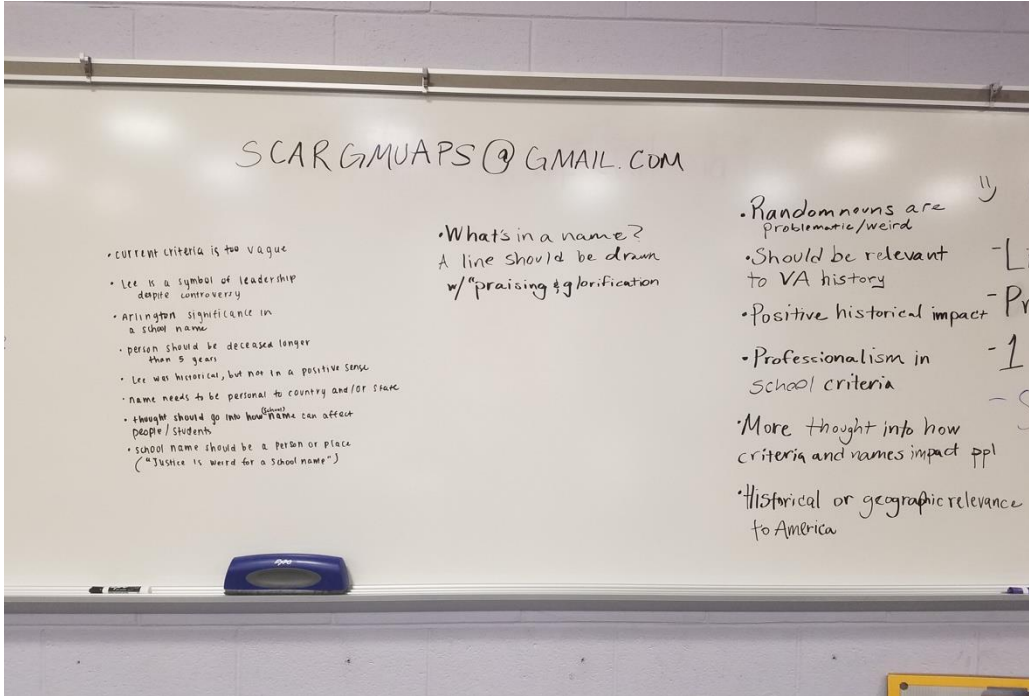 SCARGMUAPS@GMAIL.COM
• current criteria is too vague
• Lee is a symbol of leadership
despite controversy
• Arlington significance in
a school name
• person should be deceased longer
than 5 years
• Lee was historical, but not in a positive sense
• name needs to be personal to country and/or state
• thought should go into how (school) name can affect
people/students
• school name should be a person or place
("Justice is weird for a school name")
• What's in a name?
A line should be drawn
w/ "praising & glorification
• Random nouns are
problematic/weird
• Should be relevant
to VA history
• Positive historical impact
• Professionalism in
school criteria
• More thought into how
criteria and names impact ppl
• Historical or geographic relevance
to America
- Li
- Pr
- 1
EXPO